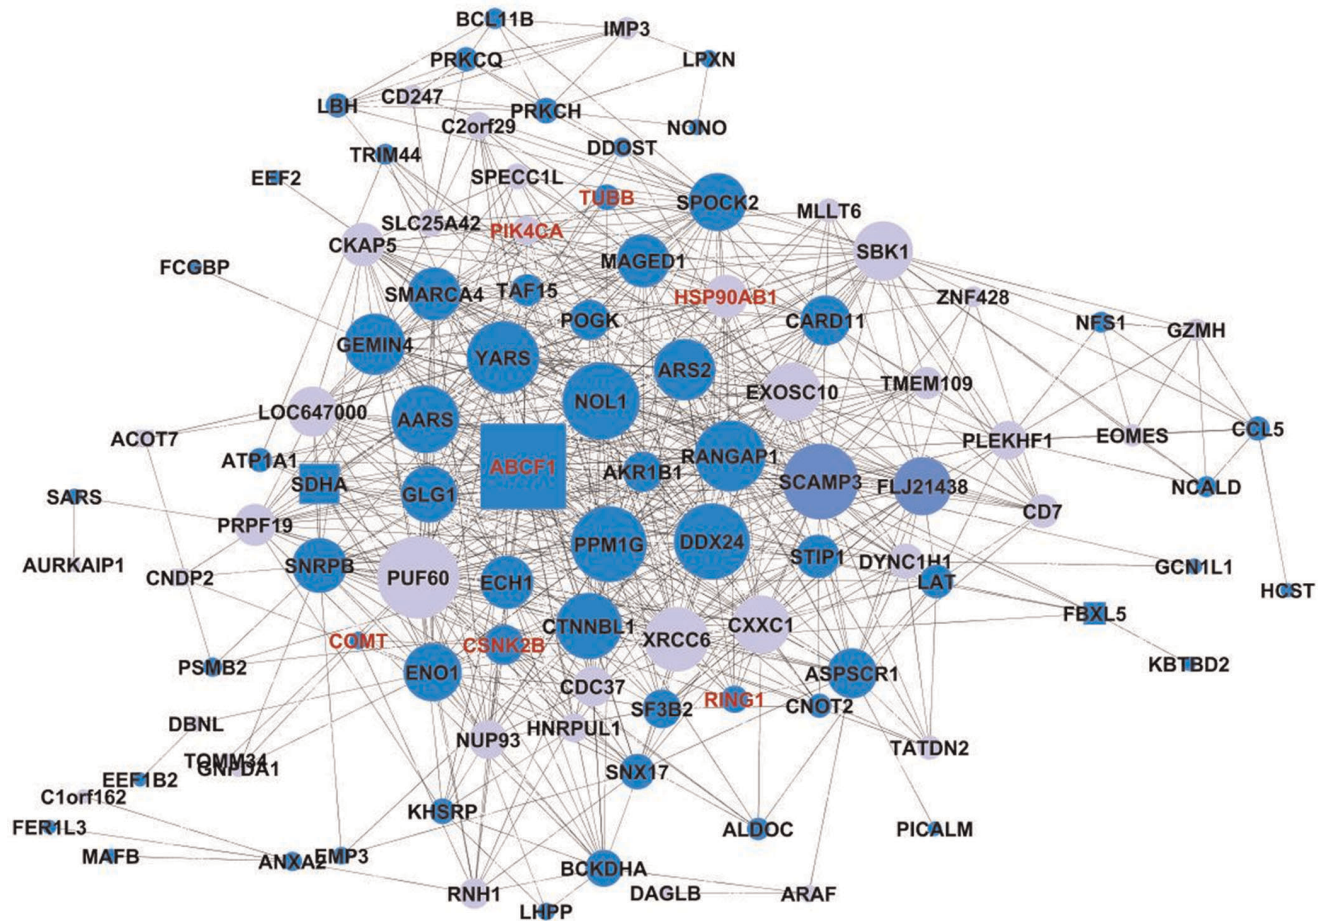 BCL11B
IMP3
PRKCQ
LPXN
CD247
LBH
PRKCH
C2orf29
NONO
DDOST
TRIM44
EEF2
SPECC1L
TUBB
SPOCK2
MLLT6
SLC25A42
PIK4CA
CKAP5
SBK1
MAGED1
FCGBP
SMARCA4
TAF15
HSP90AB1
ZNF428
POGK
CARD11
NFS1
GZMH
GEMIN4
YARS
ARS2
EXOSC10
TMEM109
NOL1
LOC647000
AARS
ACOT7
PLEKHF1
EOMES
CCL5
ATP1A1
ABCF1
AKR1B1
RANGAP1
SDHA
SCAMP3
FLJ21438
NCALD
SARS
GLG1
CD7
PRPF19
PPM1G
DDX24
AURKAIP1
CNDP2
SNRPB
PUF60
ECH1
STIP1
DYNC1H1
LAT
GCN1L1
HCST
FBXL5
COMT
CSNK2B
CTNNBL1
XRCC6
CXXC1
PSMB2
ENO1
ASPSCR1
KBTBD2
CDC37
RING1
SF3B2
CNOT2
DBNL
NUP93
HNRPUL1
TATDN2
TOMM34
GNPDA1
EEF1B2
SNX17
C1orf162
KHSRP
FER1L3
ALDOC
PICALM
MAFB
ANXA2
EMP3
BCKDHA
RNH1
DAGLB
ARAF
LHPP